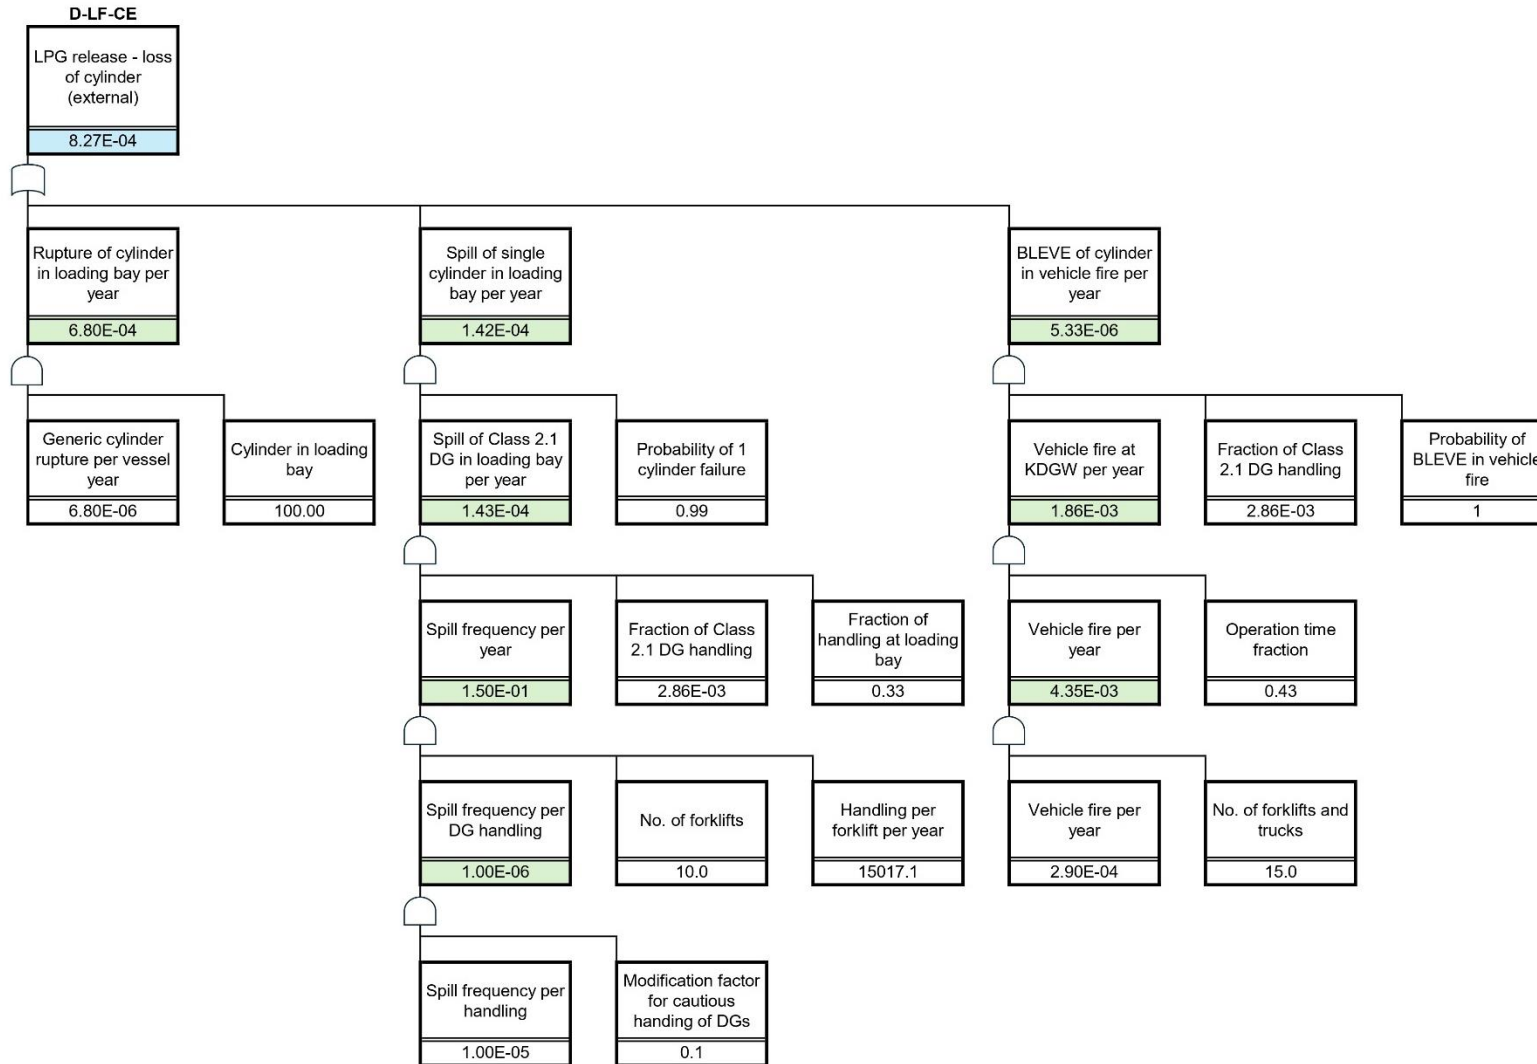 D-LF-CE
LPG release - loss
of cylinder
(external)
8.27E-04
Rupture of cylinder
in loading bay per
year
6.80E-04
Spill of single
cylinder in loading
bay per year
1.42E-04
BLEVE of cylinder
in vehicle fire per
year
5.33E-06
Generic cylinder
rupture per vessel
year
6.80E-06
Cylinder in loading
bay
100.00
Spill of Class 2.1
DG in loading bay
per year
1.43E-04
Probability of 1
cylinder failure
0.99
Vehicle fire at
KDGW per year
1.86E-03
Fraction of Class
2.1 DG handling
2.86E-03
Probability of
BLEVE in vehicle
fire
1
Spill frequency per
year
1.50E-01
Fraction of Class
2.1 DG handling
2.86E-03
Fraction of
handling at loading
bay
0.33
Vehicle fire per
year
4.35E-03
Operation time
fraction
0.43
Spill frequency per
DG handling
1.00E-06
No. of forklifts
10.0
Handling per
forklift per year
15017.1
Vehicle fire per
year
2.90E-04
No. of forklifts and
trucks
15.0
Spill frequency per
handling
1.00E-05
Modification factor
for cautious
handing of DGs
0.1